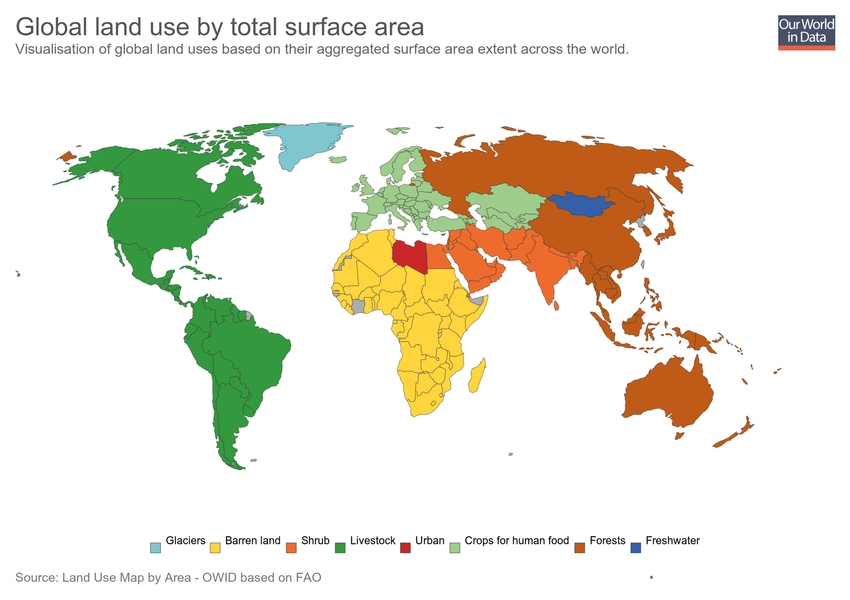 Global land use by total surface area
Visualisation of global land uses based on their aggregated surface area extent across the world.
Our World
in Data
Glaciers Barren land Shrub Livestock Urban Crops for human food Forests Freshwater
Source: Land Use Map by Area - OWID based on FAO